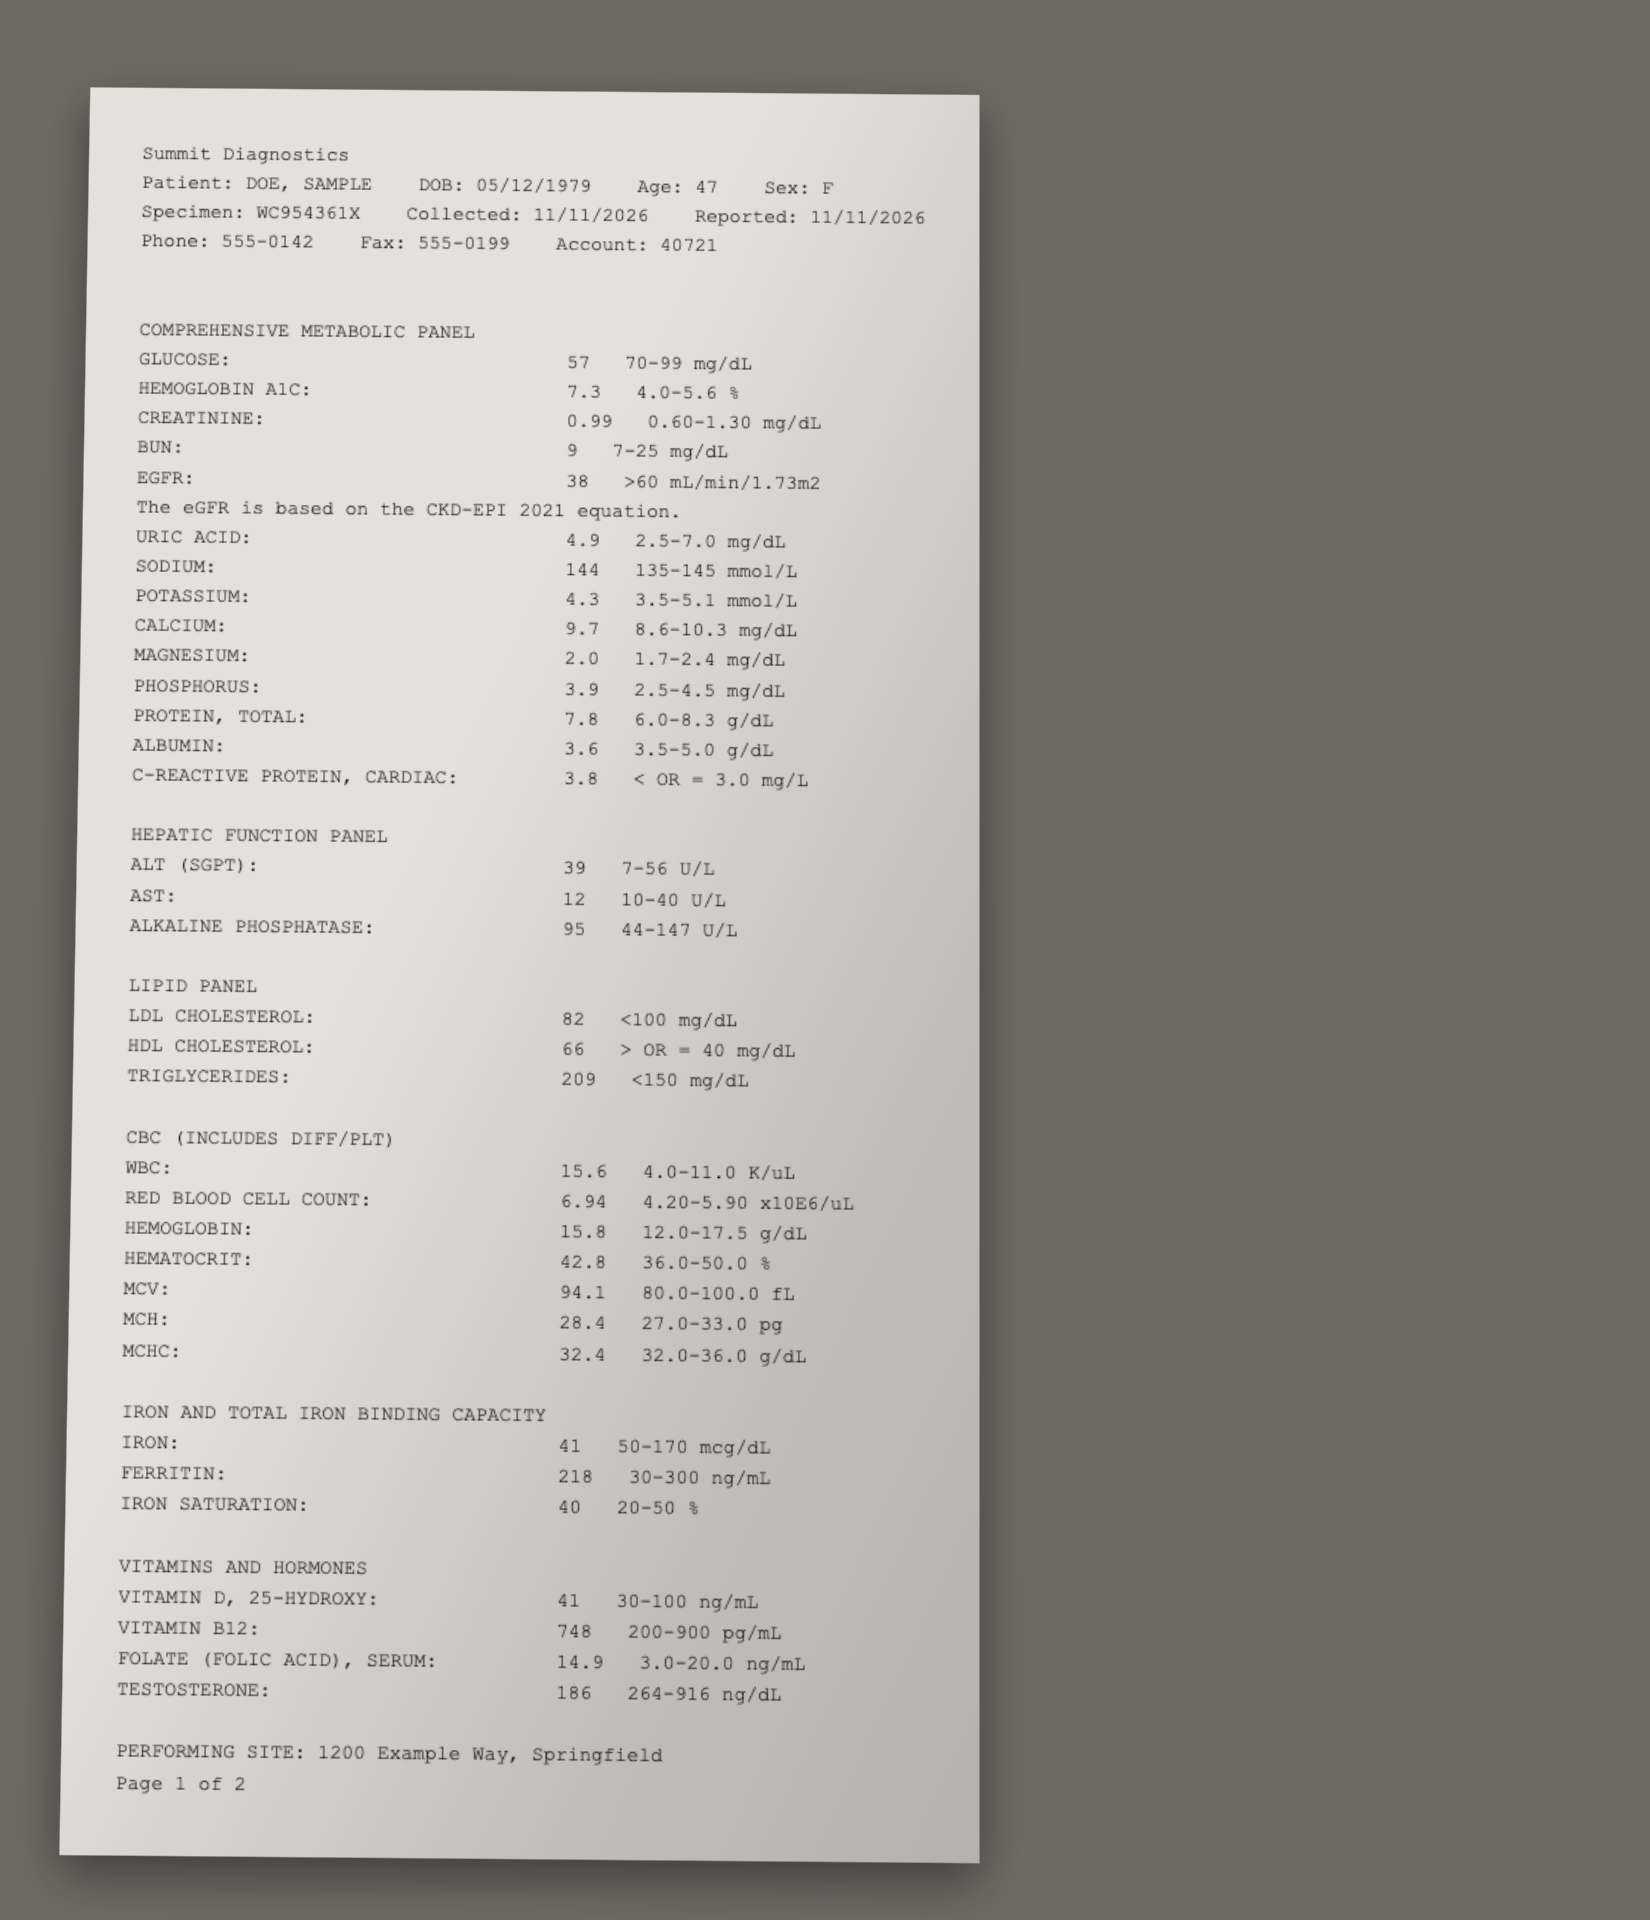 Summit Diagnostics
Patient: DOE, SAMPLE    DOB: 05/12/1979    Age: 47    Sex: F
Specimen: WC954361X    Collected: 11/11/2026    Reported: 11/11/2026
Phone: 555-0142    Fax: 555-0199    Account: 40721
COMPREHENSIVE METABOLIC PANEL
GLUCOSE: 57 70-99 mg/dL
HEMOGLOBIN A1C: 7.3 4.0-5.6 %
CREATININE: 0.99 0.60-1.30 mg/dL
BUN: 9 7-25 mg/dL
EGFR: 38 >60 mL/min/1.73m2
The eGFR is based on the CKD-EPI 2021 equation.
URIC ACID: 4.9 2.5-7.0 mg/dL
SODIUM: 144 135-145 mmol/L
POTASSIUM: 4.3 3.5-5.1 mmol/L
CALCIUM: 9.7 8.6-10.3 mg/dL
MAGNESIUM: 2.0 1.7-2.4 mg/dL
PHOSPHORUS: 3.9 2.5-4.5 mg/dL
PROTEIN, TOTAL: 7.8 6.0-8.3 g/dL
ALBUMIN: 3.6 3.5-5.0 g/dL
C-REACTIVE PROTEIN, CARDIAC: 3.8 < OR = 3.0 mg/L
HEPATIC FUNCTION PANEL
ALT (SGPT): 39 7-56 U/L
AST: 12 10-40 U/L
ALKALINE PHOSPHATASE: 95 44-147 U/L
LIPID PANEL
LDL CHOLESTEROL: 82 <100 mg/dL
HDL CHOLESTEROL: 66 > OR = 40 mg/dL
TRIGLYCERIDES: 209 <150 mg/dL
CBC (INCLUDES DIFF/PLT)
WBC: 15.6 4.0-11.0 K/uL
RED BLOOD CELL COUNT: 6.94 4.20-5.90 x10E6/uL
HEMOGLOBIN: 15.8 12.0-17.5 g/dL
HEMATOCRIT: 42.8 36.0-50.0 %
MCV: 94.1 80.0-100.0 fL
MCH: 28.4 27.0-33.0 pg
MCHC: 32.4 32.0-36.0 g/dL
IRON AND TOTAL IRON BINDING CAPACITY
IRON: 41 50-170 mcg/dL
FERRITIN: 218 30-300 ng/mL
IRON SATURATION: 40 20-50 %
VITAMINS AND HORMONES
VITAMIN D, 25-HYDROXY: 41 30-100 ng/mL
VITAMIN B12: 748 200-900 pg/mL
FOLATE (FOLIC ACID), SERUM: 14.9 3.0-20.0 ng/mL
TESTOSTERONE: 186 264-916 ng/dL
PERFORMING SITE: 1200 Example Way, Springfield
Page 1 of 2